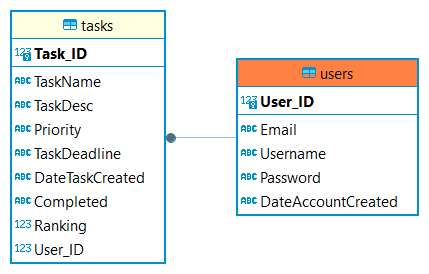 tasks
123 Task_ID
ABC TaskName
ABC TaskDesc
ABC Priority
ABC TaskDeadline
ABC DateTaskCreated
ABC Completed
123 Ranking
123 User_ID
users
123 User_ID
ABC Email
ABC Username
ABC Password
ABC DateAccountCreated